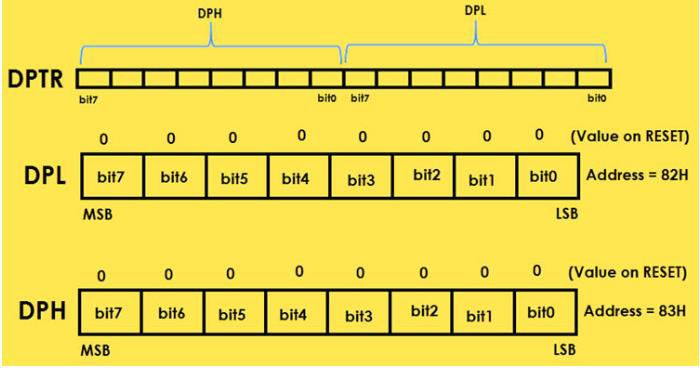 DPH DPL
DPTR
bit7 bit0 bit7 bit0
0 0 0 0 0 0 0 0 (Value on RESET)
DPL bit7 bit6 bit5 bit4 bit3 bit2 bit1 bit0 Address = 82H
MSB LSB
0 0 0 0 0 0 0 0 (Value on RESET)
DPH bit7 bit6 bit5 bit4 bit3 bit2 bit1 bit0 Address = 83H
MSB LSB